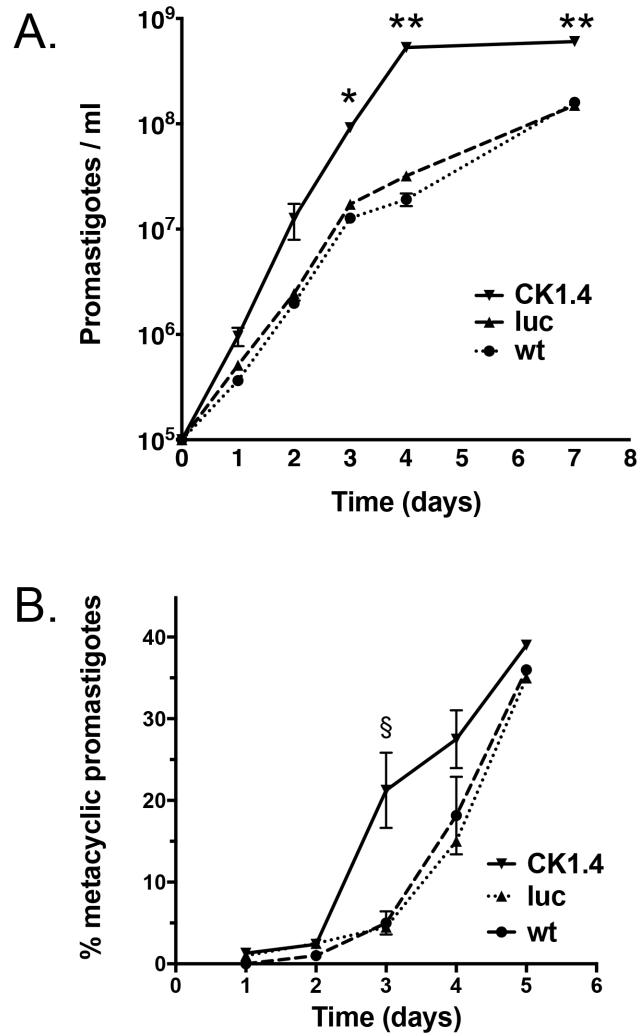 A.
Promastigotes / ml
10⁹
10⁸
10⁷
10⁶
10⁵
**
**
*
CK1.4
luc
wt
0 1 2 3 4 5 6 7 8
Time (days)
B.
% metacyclic promastigotes
40
30
20
10
0
§
CK1.4
luc
wt
0 1 2 3 4 5 6
Time (days)